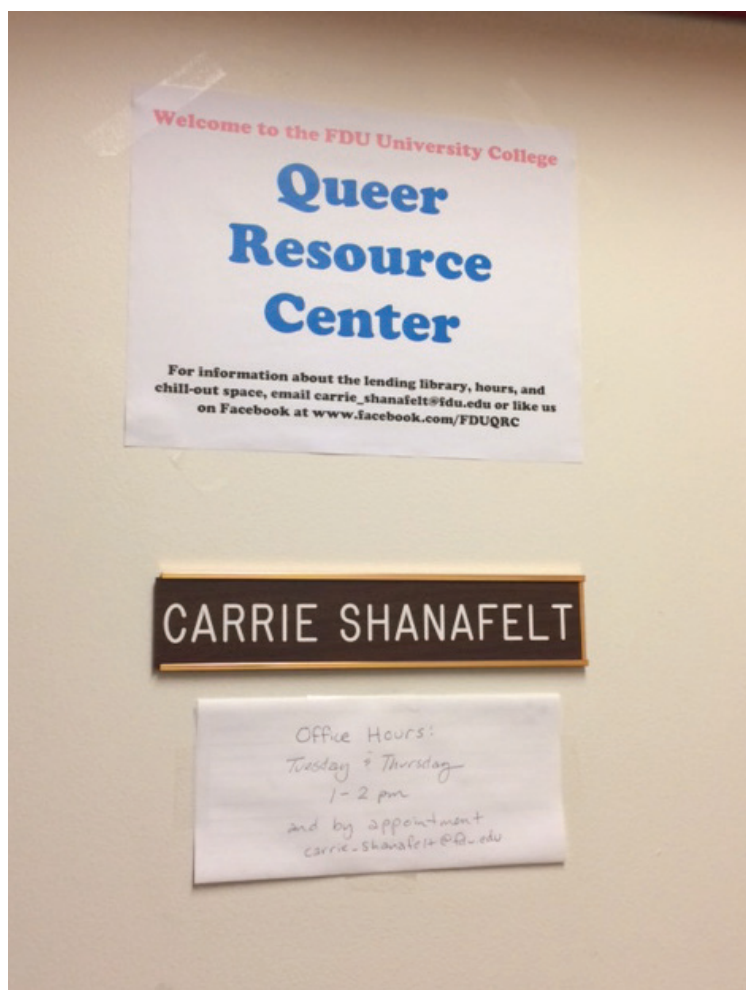 Welcome to the FDU University College
Queer
Resource
Center
For information about the lending library, hours, and
chill-out space, email carrie_shanafelt@fdu.edu or like us
on Facebook at www.facebook.com/FDUQRC
CARRIE SHANAFELT
Office Hours:
Tuesday & Thursday
1-2 pm
and by appointment
carrie_shanafelt@fdu.edu